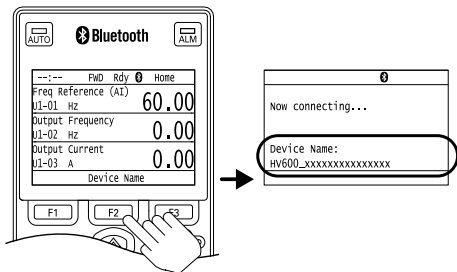 AUTO
Bluetooth
ALM
--:-- FWD Rdy Home
Freq Reference (AI)
U1-01 Hz 60.00
Output Frequency
U1-02 Hz 0.00
Output Current
U1-03 A 0.00
Device Name
F1 F2 F3
Now connecting...
Device Name:
HV600_xxxxxxxxxxxxxxx